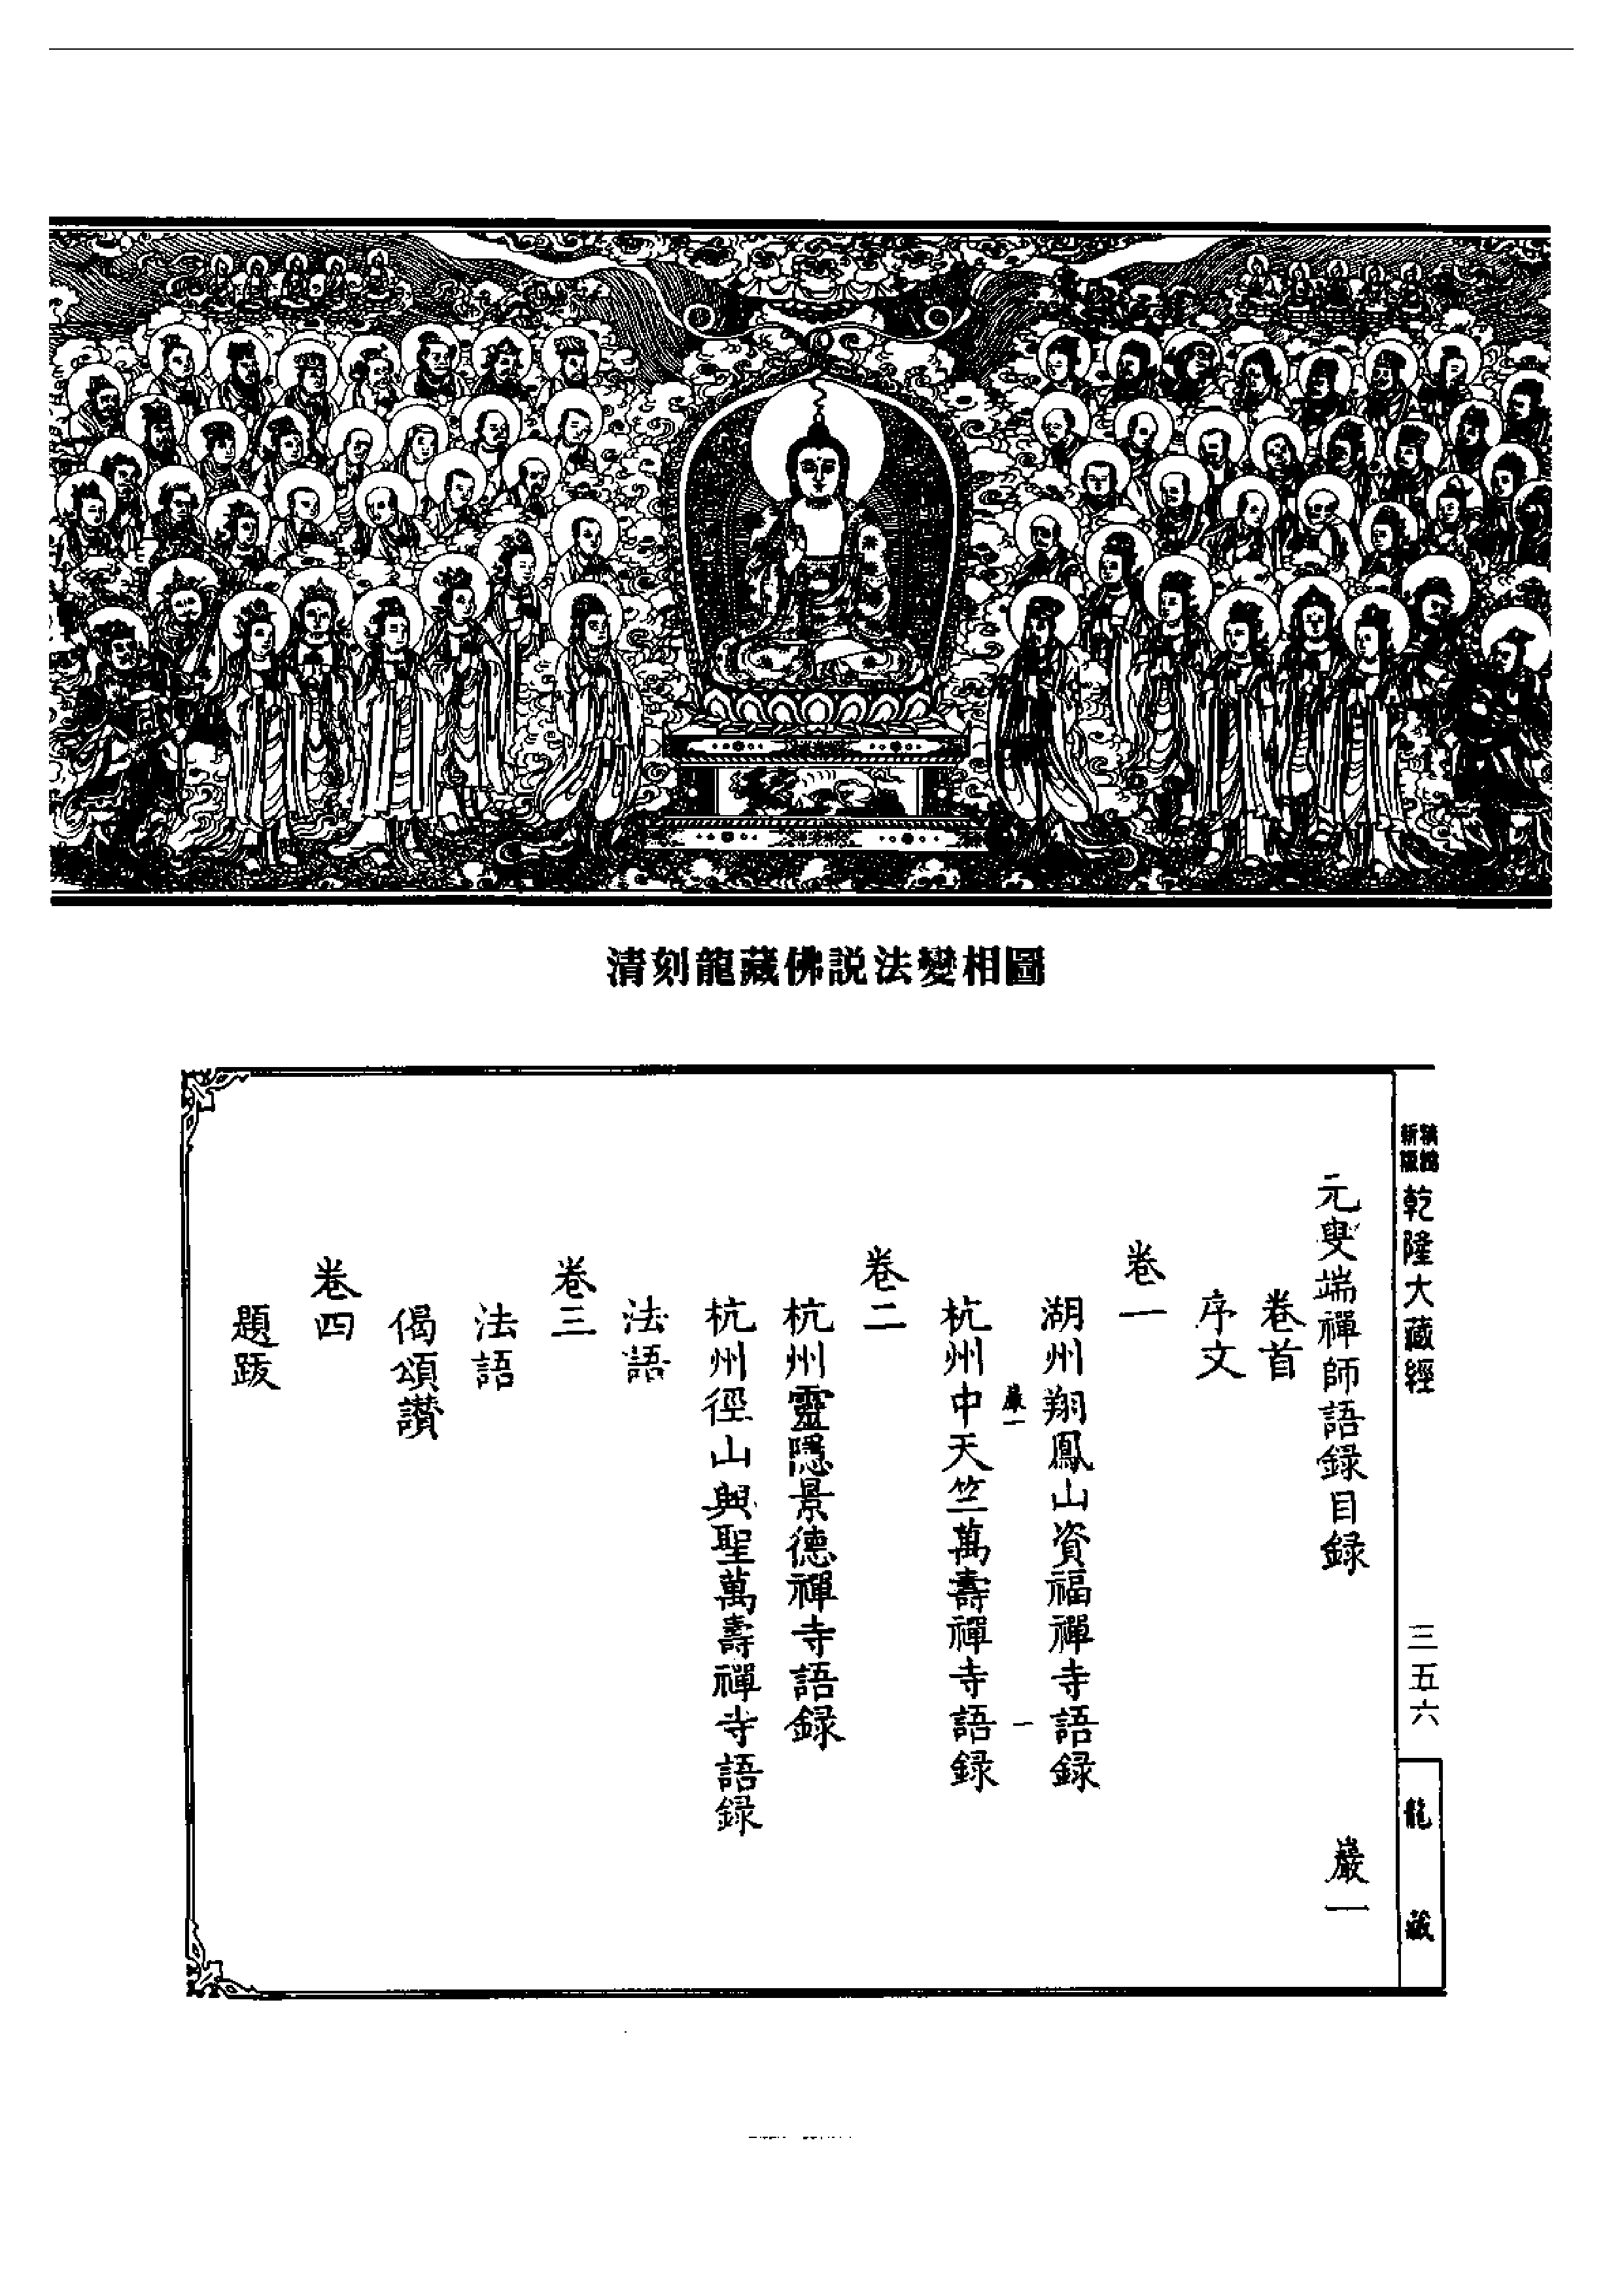 清刻龍藏佛説法變相圖
新版
乾隆大藏經
三五六
龍藏
元叟端禪師語録目録 巖一
卷首
序文
卷一
湖州翔鳳山資福禪寺語録
巖一 一
杭州中天竺萬壽禪寺語録
卷二
杭州靈隱景德禪寺語録
杭州徑山興聖萬壽禪寺語録
法語
卷三
法語
偈頌讃
卷四
題跋